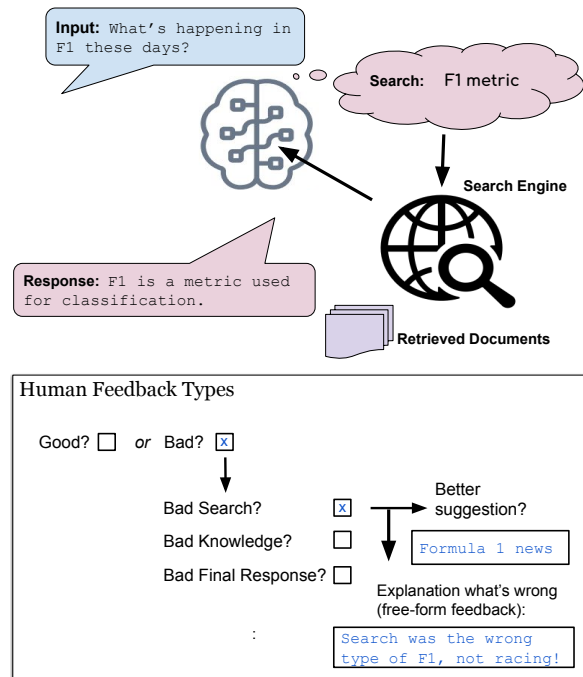 Input: What's happening in
F1 these days?
Search: F1 metric
Search Engine
Response: F1 is a metric used
for classification.
Retrieved Documents
Human Feedback Types
Good? or Bad? X
Bad Search? X
Better
suggestion?
Bad Knowledge?
Formula 1 news
Bad Final Response?
Explanation what's wrong
(free-form feedback):
:
Search was the wrong
type of F1, not racing!